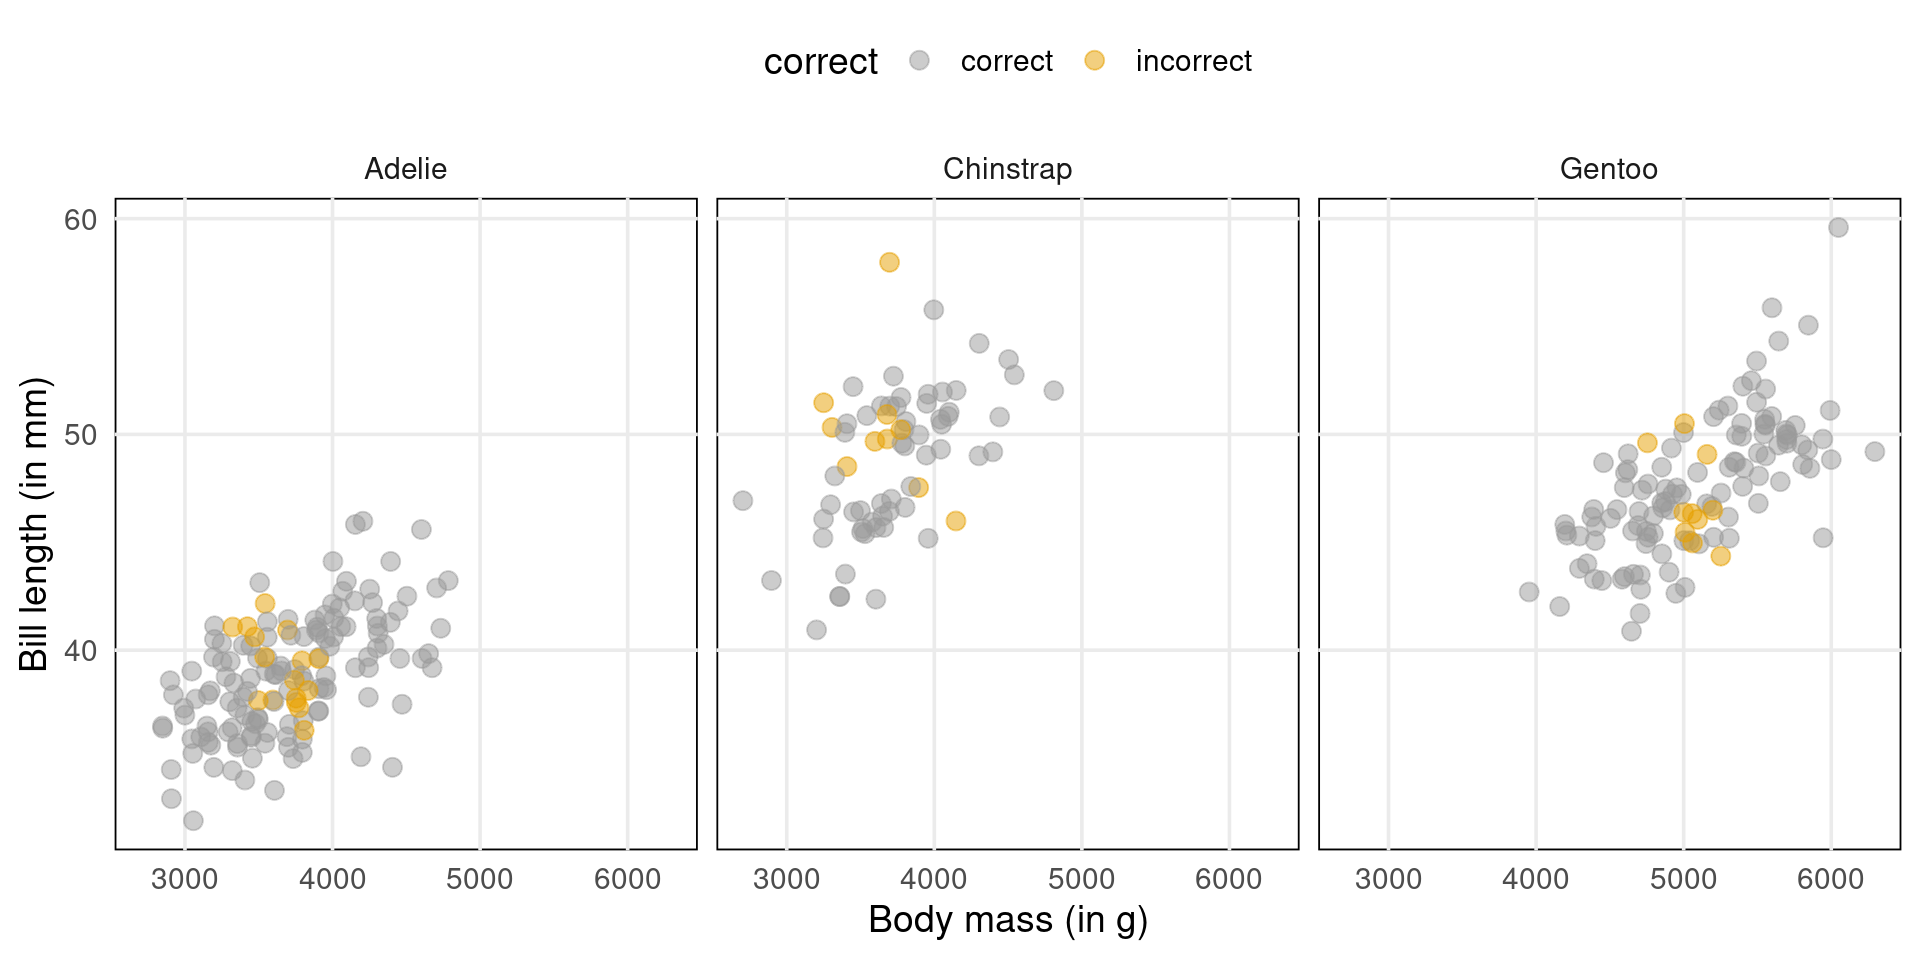 correct correct incorrect
Adelie Chinstrap Gentoo
60
50
40
3000 4000 5000 6000 3000 4000 5000 6000 3000 4000 5000 6000
Body mass (in g)
Bill length (in mm)